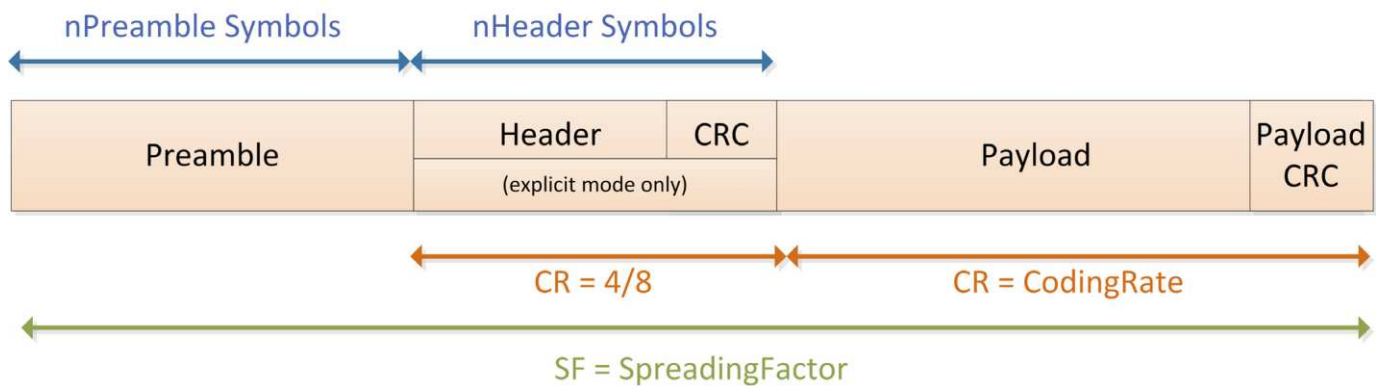 nPreamble Symbols
nHeader Symbols
Preamble
Header
CRC
(explicit mode only)
Payload
Payload
CRC
CR = 4/8
CR = CodingRate
SF = SpreadingFactor